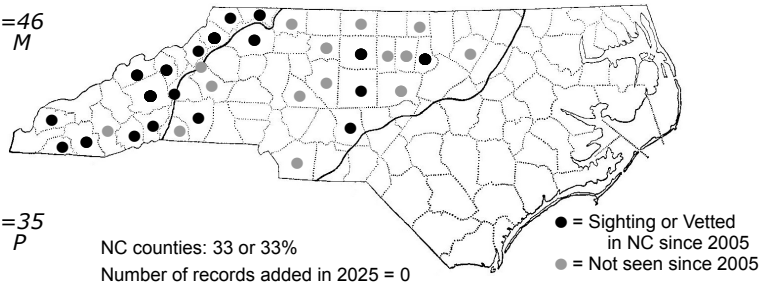 =46
M
=35
P
NC counties: 33 or 33%
Number of records added in 2025 = 0
= Sighting or Vetted
in NC since 2005
= Not seen since 2005